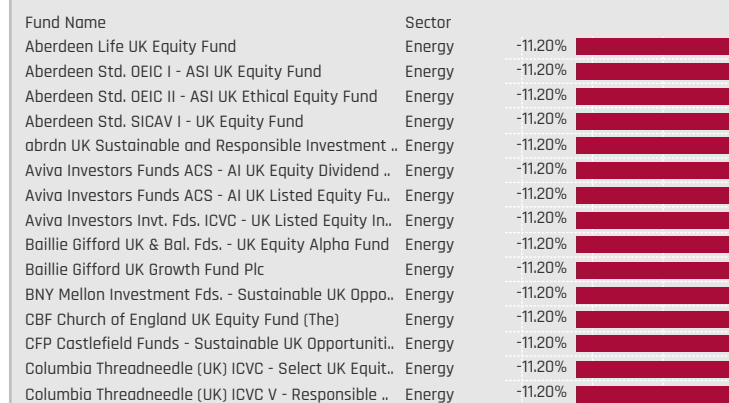 Fund Name Sector
Aberdeen Life UK Equity Fund Energy -11.20%
Aberdeen Std. OEIC I - ASI UK Equity Fund Energy -11.20%
Aberdeen Std. OEIC II - ASI UK Ethical Equity Fund Energy -11.20%
Aberdeen Std. SICAV I - UK Equity Fund Energy -11.20%
abrdn UK Sustainable and Responsible Investment .. Energy -11.20%
Aviva Investors Funds ACS - AI UK Equity Dividend .. Energy -11.20%
Aviva Investors Funds ACS - AI UK Listed Equity Fu.. Energy -11.20%
Aviva Investors Invt. Fds. ICVC - UK Listed Equity In.. Energy -11.20%
Baillie Gifford UK & Bal. Fds. - UK Equity Alpha Fund Energy -11.20%
Baillie Gifford UK Growth Fund Plc Energy -11.20%
BNY Mellon Investment Fds. - Sustainable UK Oppo.. Energy -11.20%
CBF Church of England UK Equity Fund (The) Energy -11.20%
CFP Castlefield Funds - Sustainable UK Opportuniti.. Energy -11.20%
Columbia Threadneedle (UK) ICVC - Select UK Equit.. Energy -11.20%
Columbia Threadneedle (UK) ICVC V - Responsible .. Energy -11.20%